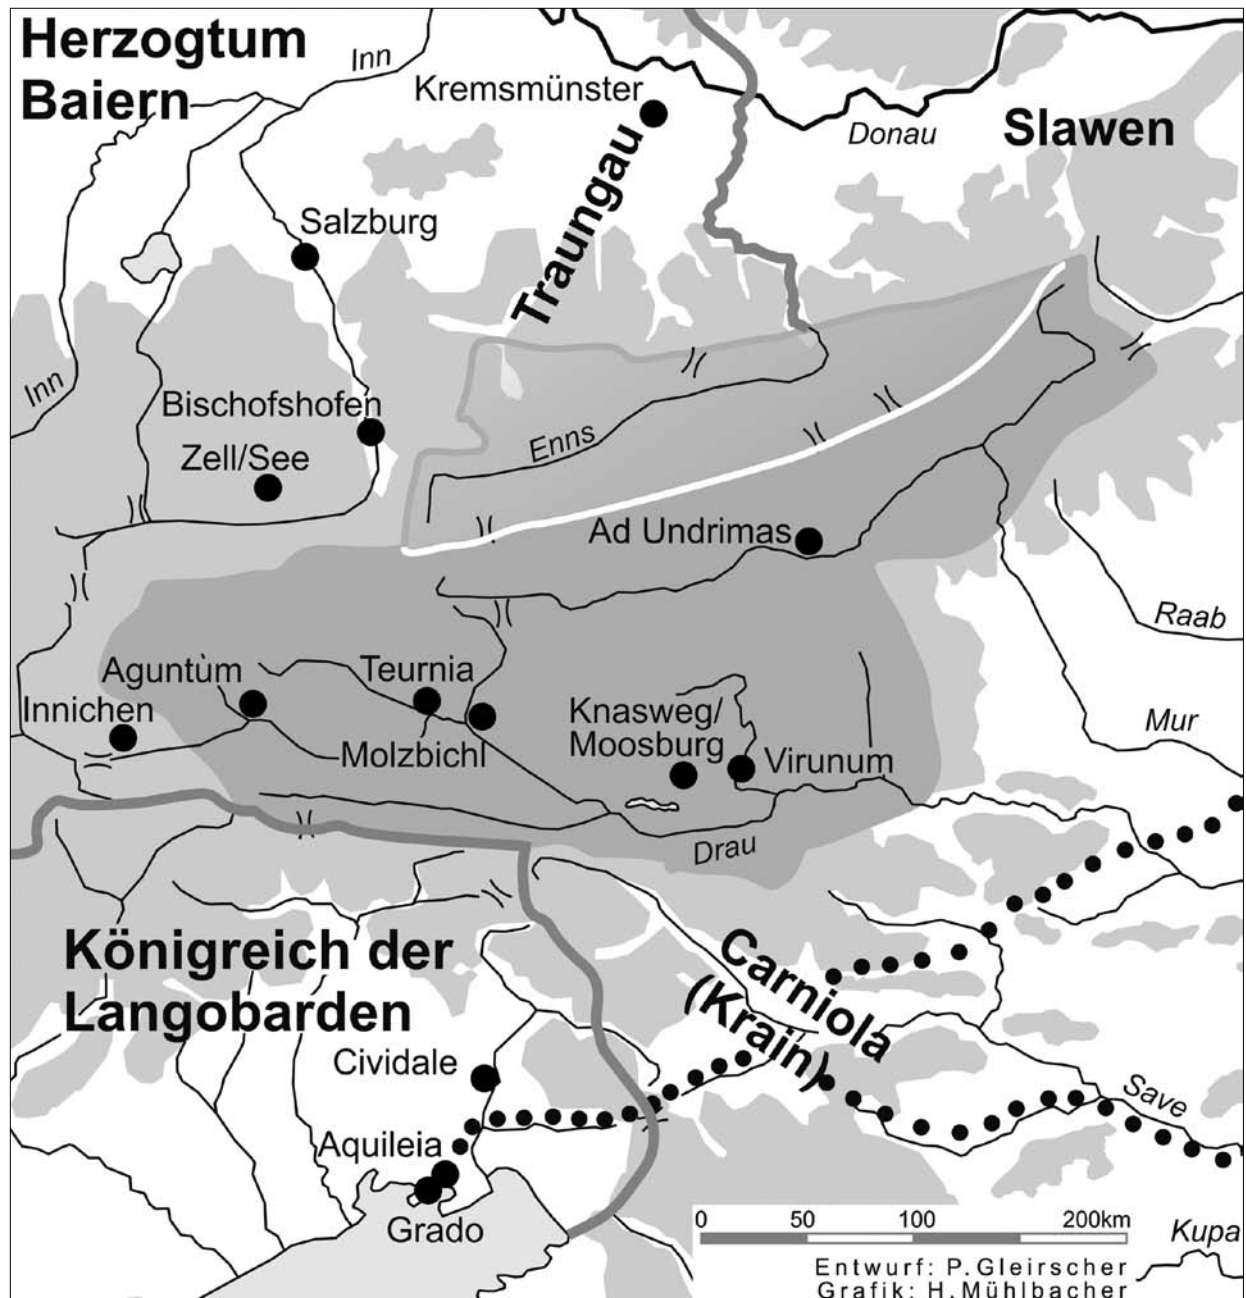 Herzogtum
Baiern
Inn
Kremsmünster
Donau
Slawen
Traungau
Salzburg
Inn
Bischofshofen
Zell/See
Enns
Ad Undrimas
Raab
Aguntùm
Teurnia
Innichen
Knasweg/
Moosburg
Mur
Molzbichl
Virunum
Drau
Königreich der
Langobarden
Carniola
(Krain)
Cividale
Save
Aquileia
Grado
0 50 100 200km
Kupa
Entwurf: P.Gleirscher
Grafik: H.Mühlbacher